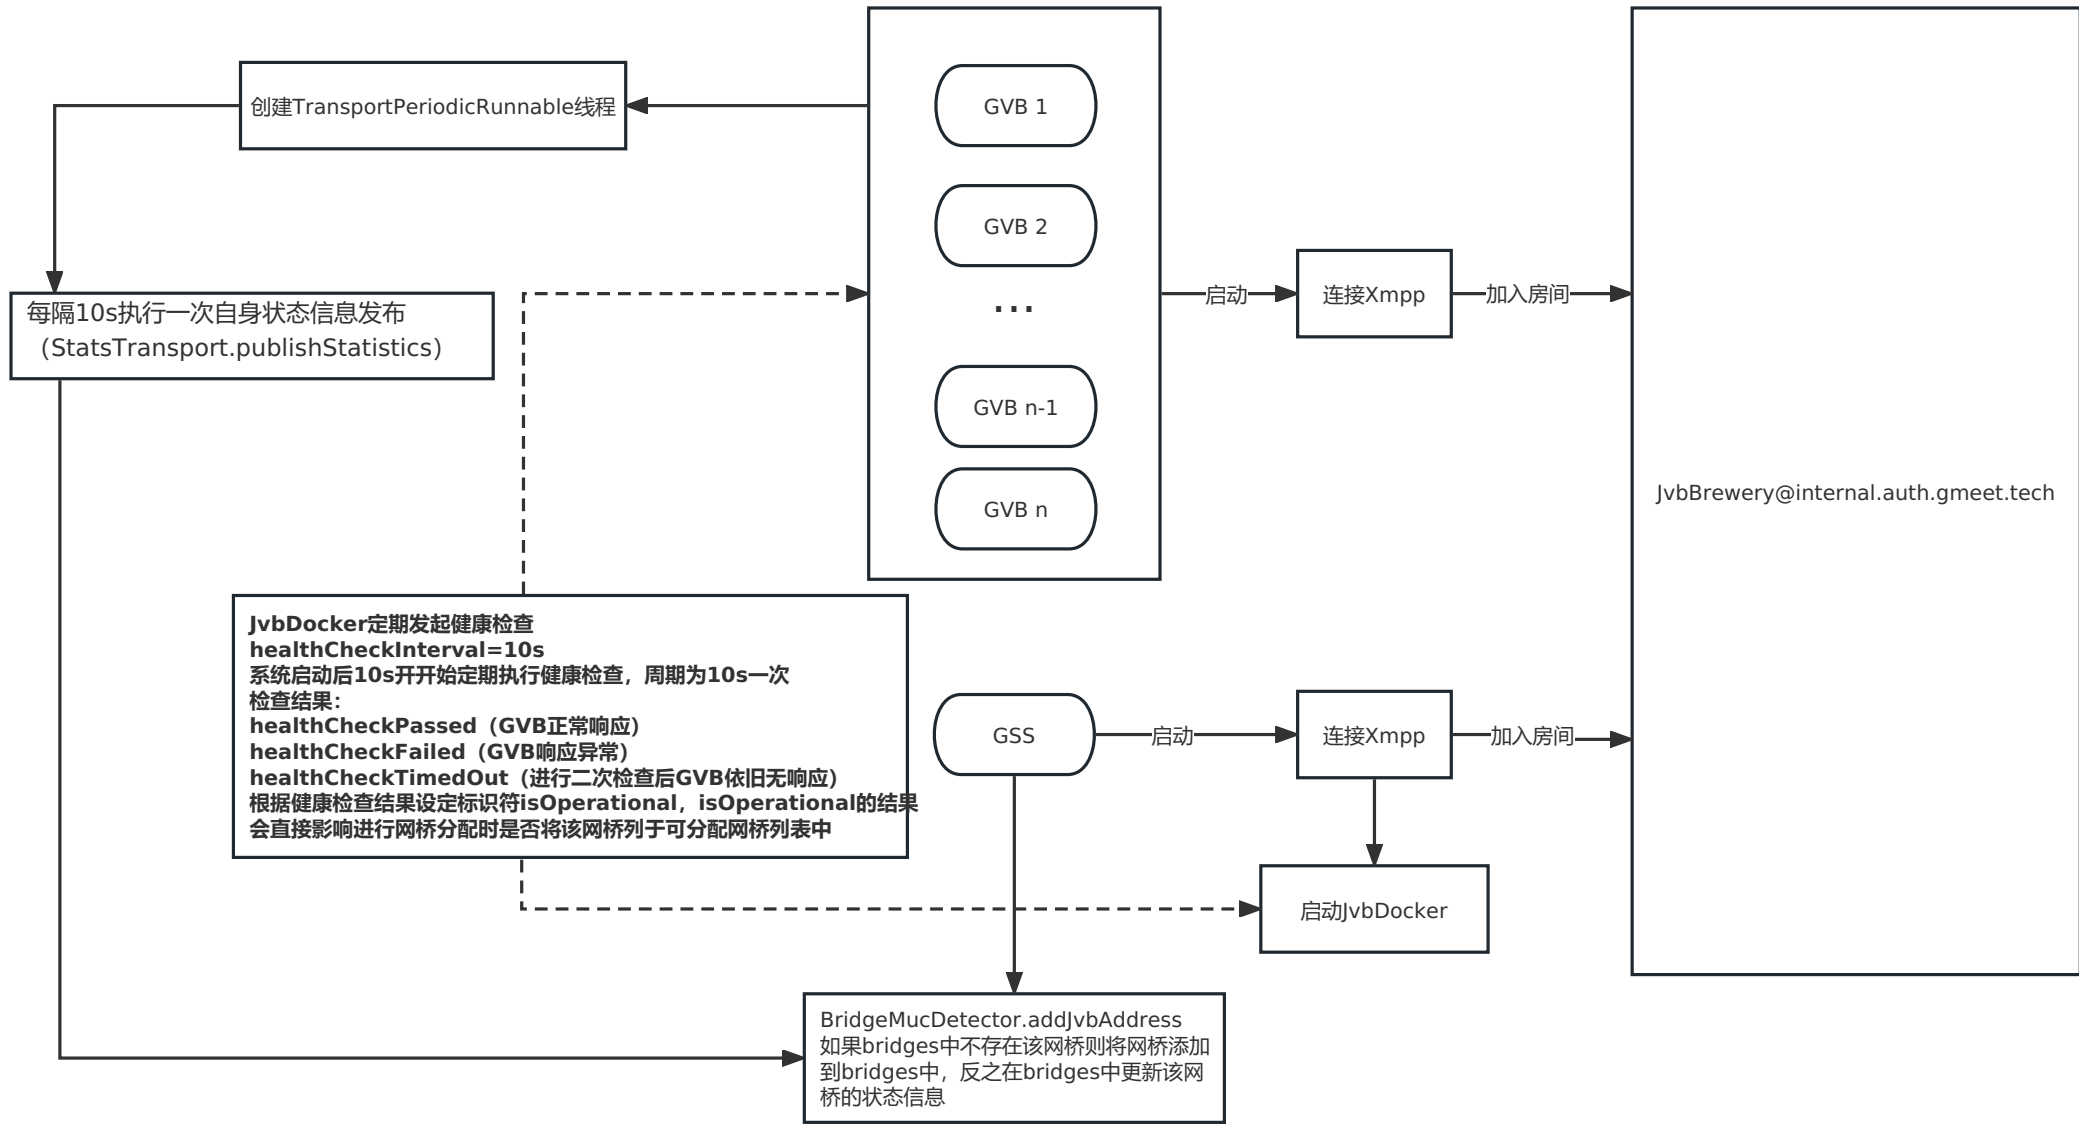 创建TransportPeriodicRunnable线程
GVB 1
GVB 2
...
GVB n-1
GVB n
启动
连接Xmpp
加入房间
JvbBrewery@internal.auth.gmeet.tech
每隔10s执行一次自身状态信息发布
（StatsTransport.publishStatistics）
JvbDocker定期发起健康检查
healthCheckInterval=10s
系统启动后10s开开始定期执行健康检查，周期为10s一次
检查结果：
healthCheckPassed（GVB正常响应）
healthCheckFailed（GVB响应异常）
healthCheckTimedOut（进行二次检查后GVB依旧无响应）
根据健康检查结果设定标识符isOperational，isOperational的结果
会直接影响进行网桥分配时是否将该网桥列于可分配网桥列表中
GSS
启动
连接Xmpp
加入房间
启动JvbDocker
BridgeMucDetector.addJvbAddress
如果bridges中不存在该网桥则将网桥添加
到bridges中，反之在bridges中更新该网
桥的状态信息